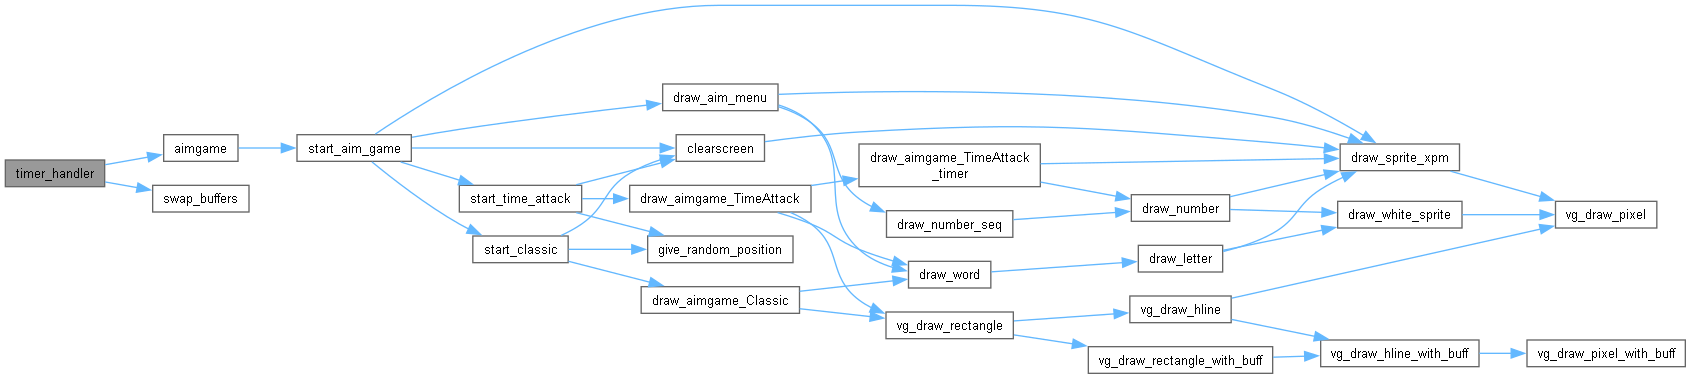 timer_handler
aimgame
swap_buffers
start_aim_game
draw_aim_menu
clearscreen
start_time_attack
start_classic
draw_aimgame_TimeAttack
give_random_position
draw_aimgame_Classic
draw_aimgame_TimeAttack
_timer
draw_number_seq
draw_word
vg_draw_rectangle
draw_number
draw_letter
vg_draw_hline
vg_draw_rectangle_with_buff
draw_sprite_xpm
draw_white_sprite
vg_draw_hline_with_buff
vg_draw_pixel
vg_draw_pixel_with_buff